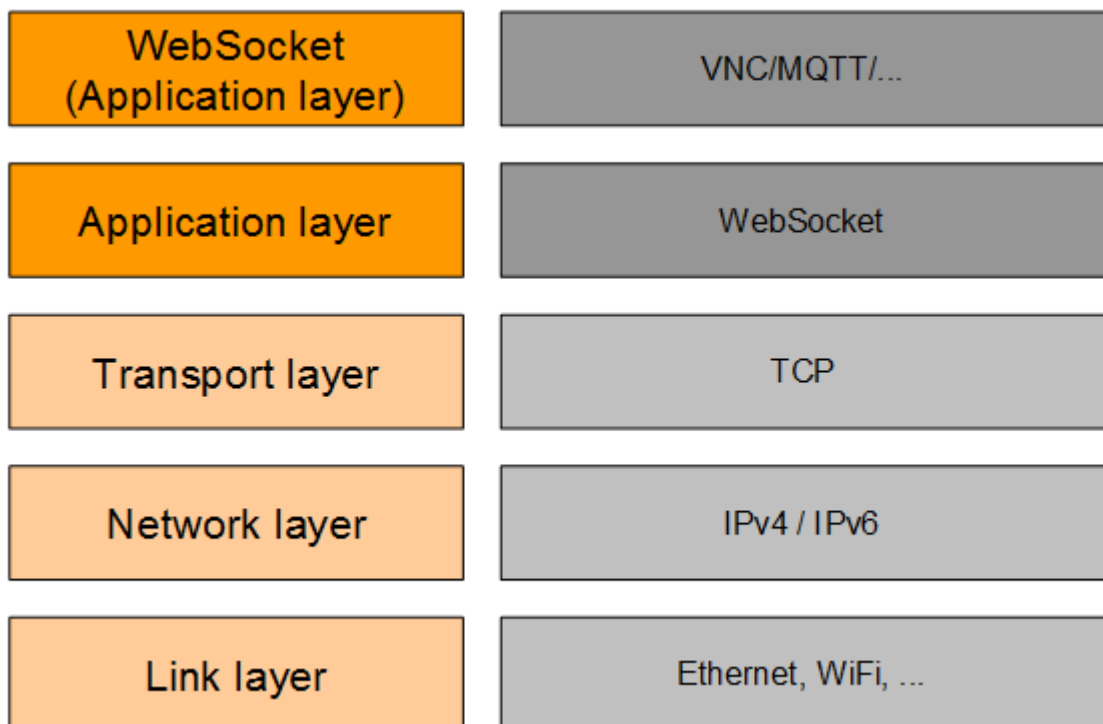 WebSocket
(Application layer)
VNC/MQTT/...
Application layer
WebSocket
Transport layer
TCP
Network layer
IPv4 / IPv6
Link layer
Ethernet, WiFi, ...